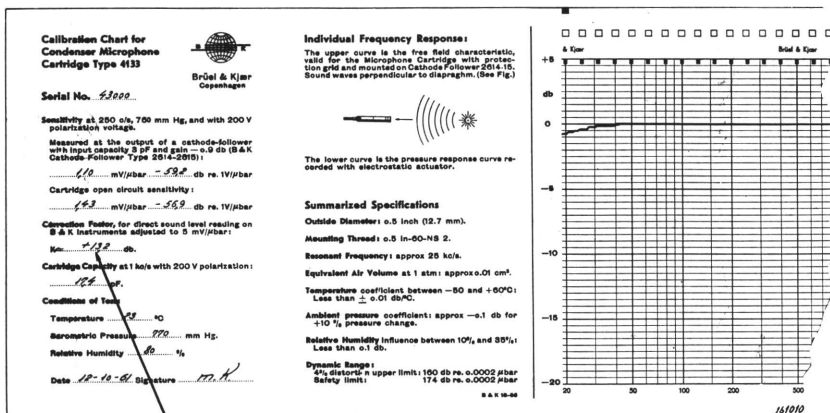 Calibration Chart for
Condenser Microphone
Cartridge Type 4133
B K
Brüel & Kjær
Copenhagen
Serial No. 43000
Sensitivity at 250 c/s, 760 mm Hg, and with 200 V
polarization voltage.
Measured at the output of a cathode-follower
with input capacity 3 pF and gain — 0.9 db (B & K
Cathode-Follower Type 2614-2615) :
1,10 mV/µbar - 59,2 db re. 1V/µbar
Cartridge open circuit sensitivity :
1,43 mV/µbar - 56,9 db re. 1V/µbar
Correction Factor, for direct sound level reading on
B & K instruments adjusted to 5 mV/µbar:
K= +13,2 db.
Cartridge Capacity at 1 kc/s with 200 V polarization :
17,4 pF.
Conditions of Test:
Temperature 23 °C
Barometric Pressure 770 mm Hg.
Relative Humidity 80 %
Date 12-10-61 Signature M. K
Individual Frequency Response:
The upper curve is the free field characteristic,
valid for the Microphone Cartridge with protec-
tion grid and mounted on Cathode Follower 2614-15.
Sound waves perpendicular to diapraghm. (See Fig.)
The lower curve is the pressure response curve re-
corded with electrostatic actuator.
Summarized Specifications
Outside Diameter: 0.5 inch (12.7 mm).
Mounting Thread: 0.5 in-60-NS 2.
Resonant Frequency: approx 25 kc/s.
Equivalent Air Volume at 1 atm: approx 0.01 cm³.
Temperature coefficient between —50 and +60°C:
Less than ± 0.01 db/°C.
Ambient pressure coefficient: approx —0.1 db for
+10 % pressure change.
Relative Humidity influence between 10% and 95%:
Less than 0.1 db.
Dynamic Range:
4% distortion upper limit: 160 db re. 0.0002 µbar
Safety limit: 174 db re. 0.0002 µbar
& Kjær Brüel & Kjær
+5
db
0
—5
—10
—15
—20
20 50 100 200 500
161010